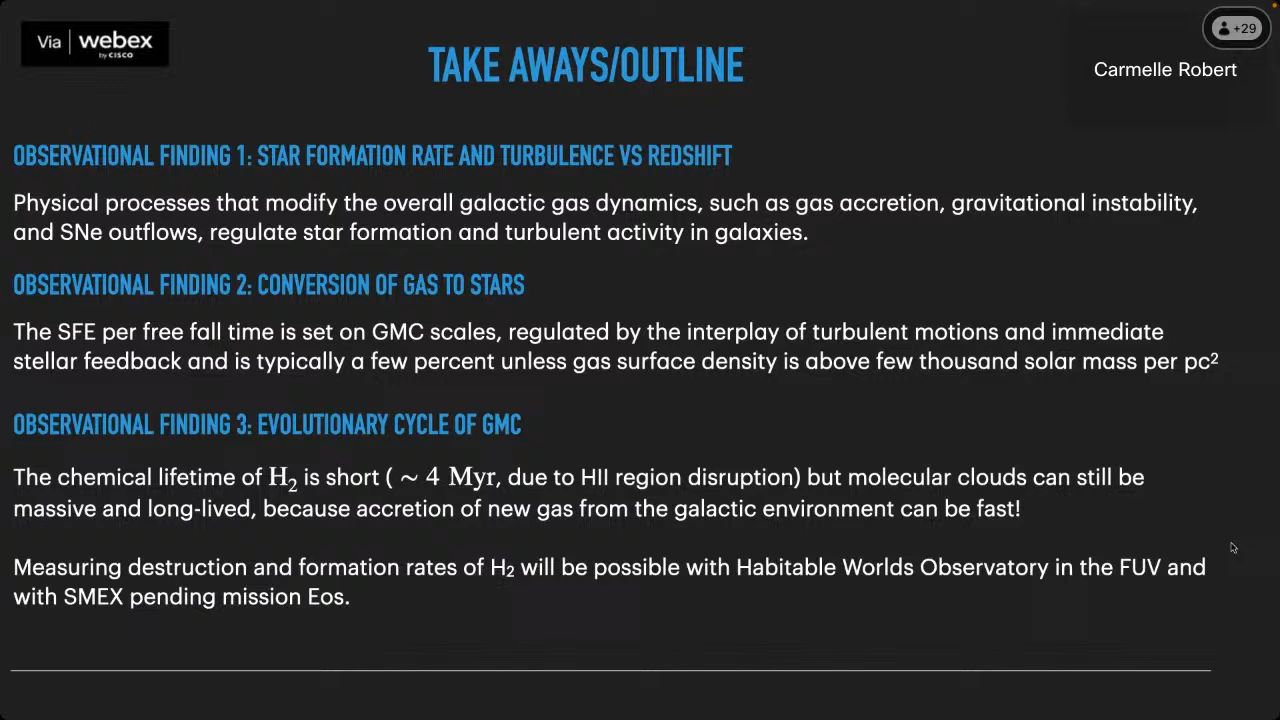 Via webex
by CISCO
+29
TAKE AWAYS/OUTLINE
Carmelle Robert
OBSERVATIONAL FINDING 1: STAR FORMATION RATE AND TURBULENCE VS REDSHIFT
Physical processes that modify the overall galactic gas dynamics, such as gas accretion, gravitational instability,
and SNe outflows, regulate star formation and turbulent activity in galaxies.
OBSERVATIONAL FINDING 2: CONVERSION OF GAS TO STARS
The SFE per free fall time is set on GMC scales, regulated by the interplay of turbulent motions and immediate
stellar feedback and is typically a few percent unless gas surface density is above few thousand solar mass per pc²
OBSERVATIONAL FINDING 3: EVOLUTIONARY CYCLE OF GMC
The chemical lifetime of H₂ is short ( ~ 4 Myr, due to HII region disruption) but molecular clouds can still be
massive and long-lived, because accretion of new gas from the galactic environment can be fast!
Measuring destruction and formation rates of H₂ will be possible with Habitable Worlds Observatory in the FUV and
with SMEX pending mission Eos.